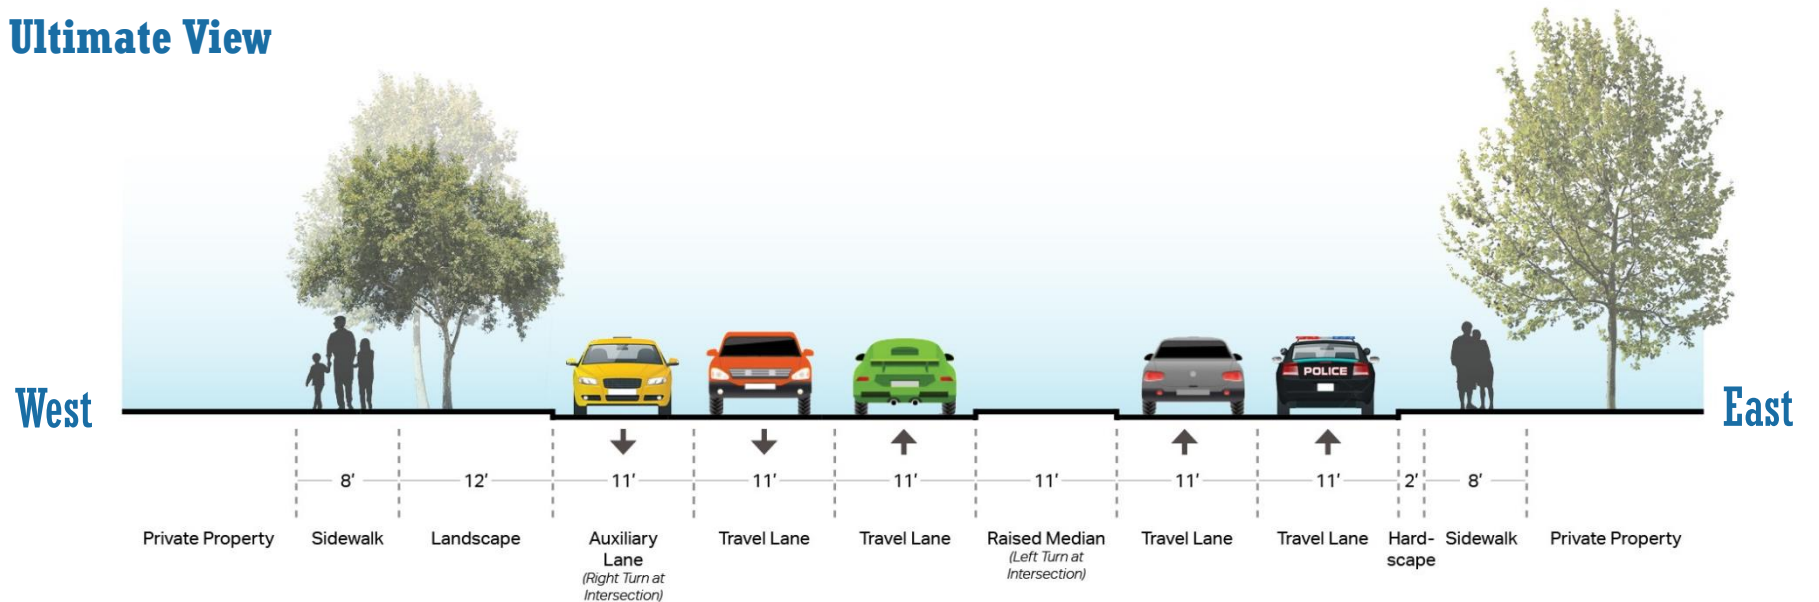 Ultimate View
POLICE
West
East
8' 12' 11' 11' 11' 11' 11' 11' 2' 8'
Private Property
Sidewalk
Landscape
Auxiliary
Lane
(Right Turn at
Intersection)
Travel Lane
Travel Lane
Raised Median
(Left Turn at
Intersection)
Travel Lane
Travel Lane
Hard-
scape
Sidewalk
Private Property